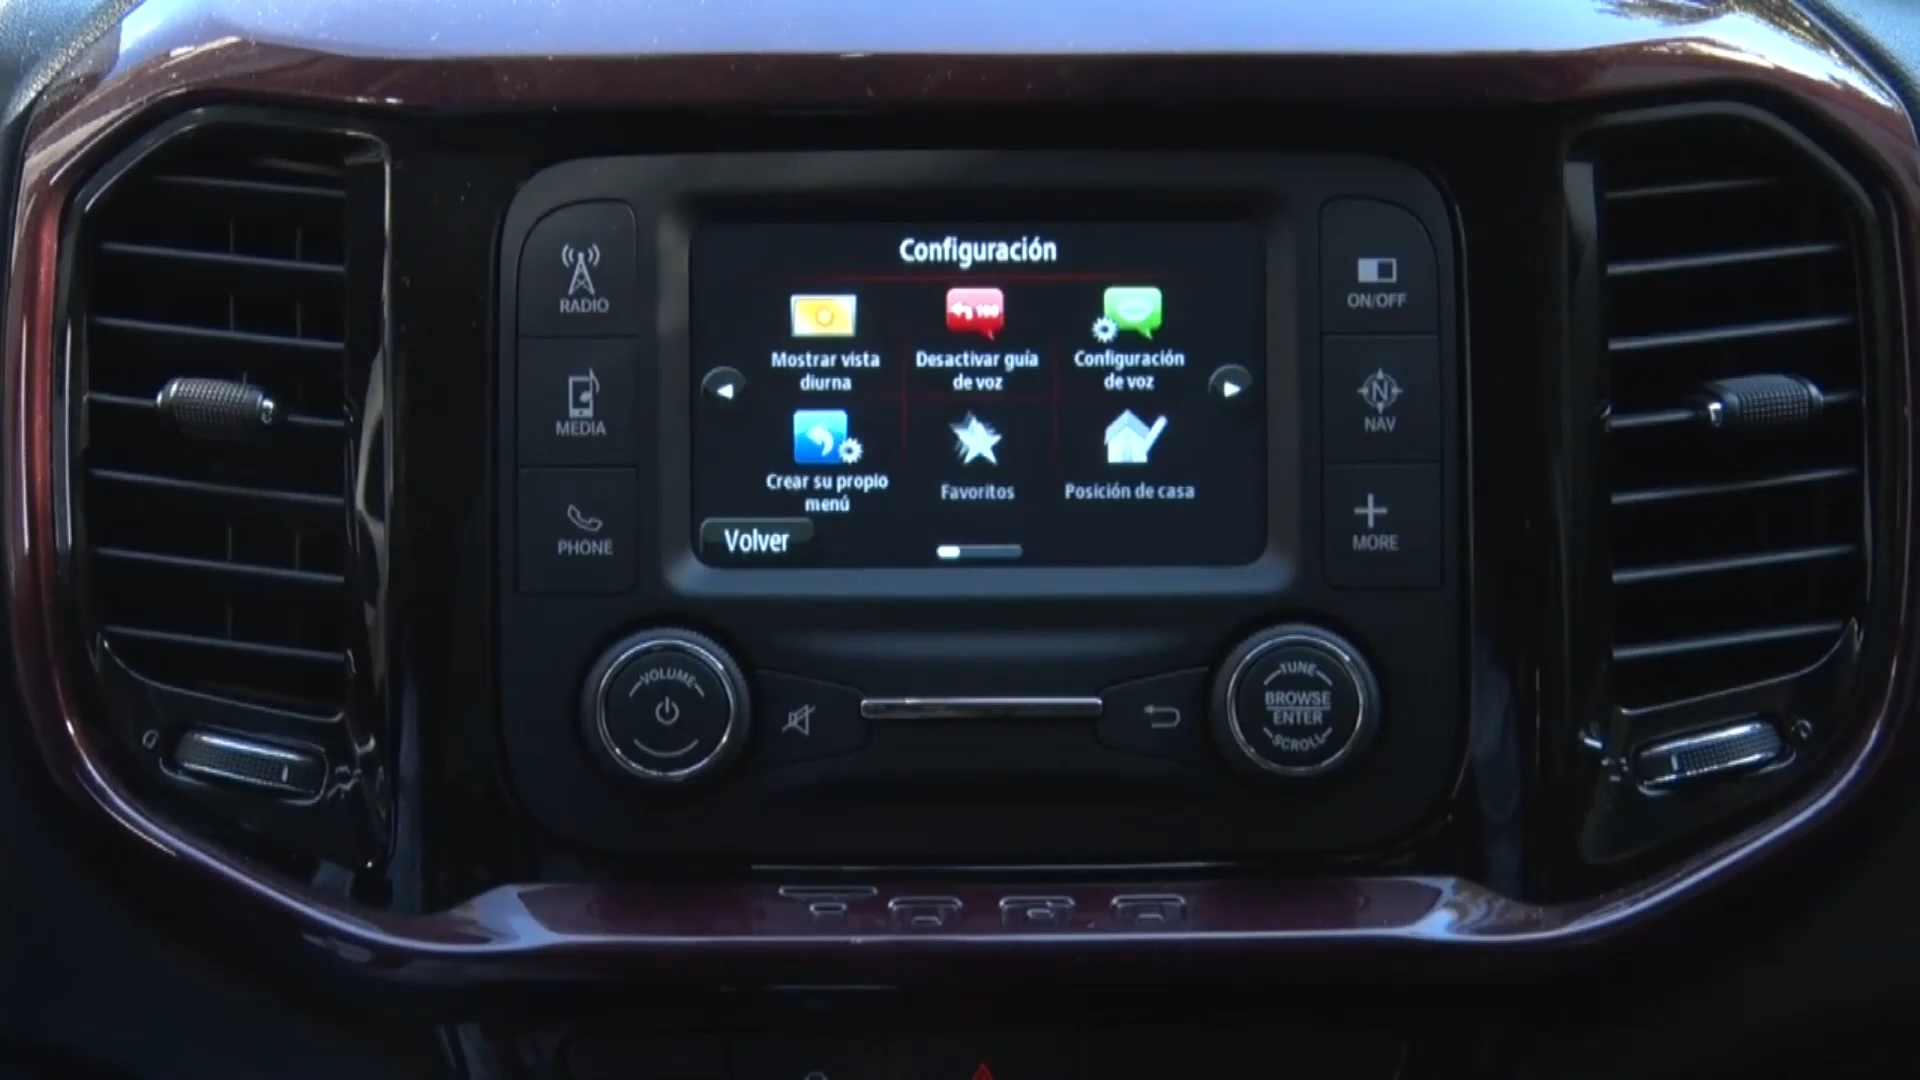 Configuración
RADIO
ON/OFF
100
Mostrar vista
diurna
Desactivar guía
de voz
Configuración
de voz
MEDIA
N
NAV
Crear su propio
menú
Favoritos
Posición de casa
PHONE
Volver
MORE
VOLUME
TUNE
BROWSE
ENTER
SCROLL